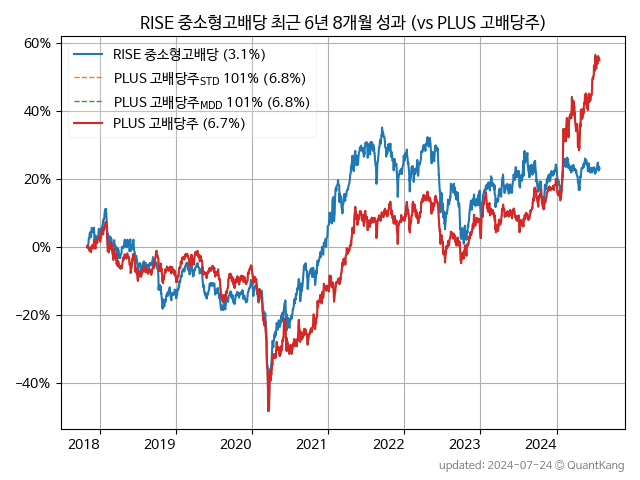 RISE 중소형고배당 최근 6년 8개월 성과 (vs PLUS 고배당주)
60%
RISE 중소형고배당 (3.1%)
PLUS 고배당주STD 101% (6.8%)
PLUS 고배당주MDD 101% (6.8%)
PLUS 고배당주 (6.7%)
40%
20%
0%
−20%
−40%
2018 2019 2020 2021 2022 2023 2024
updated: 2024-07-24 © QuantKang